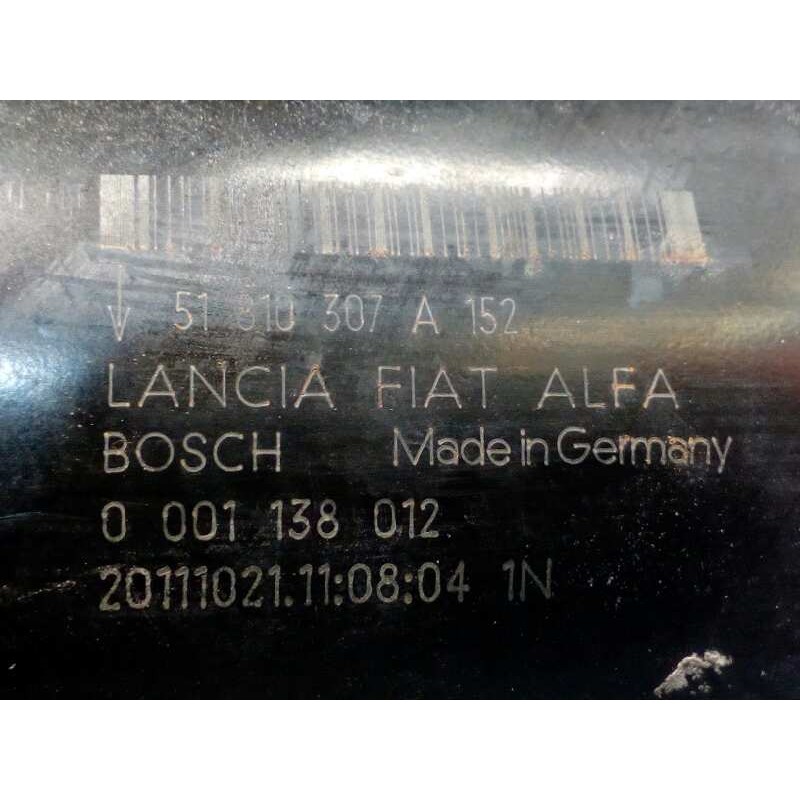 51 810 307 A 152
LANCIA FIAT ALFA
BOSCH Made in Germany
0 001 138 012
20111021.11:08:04 1N